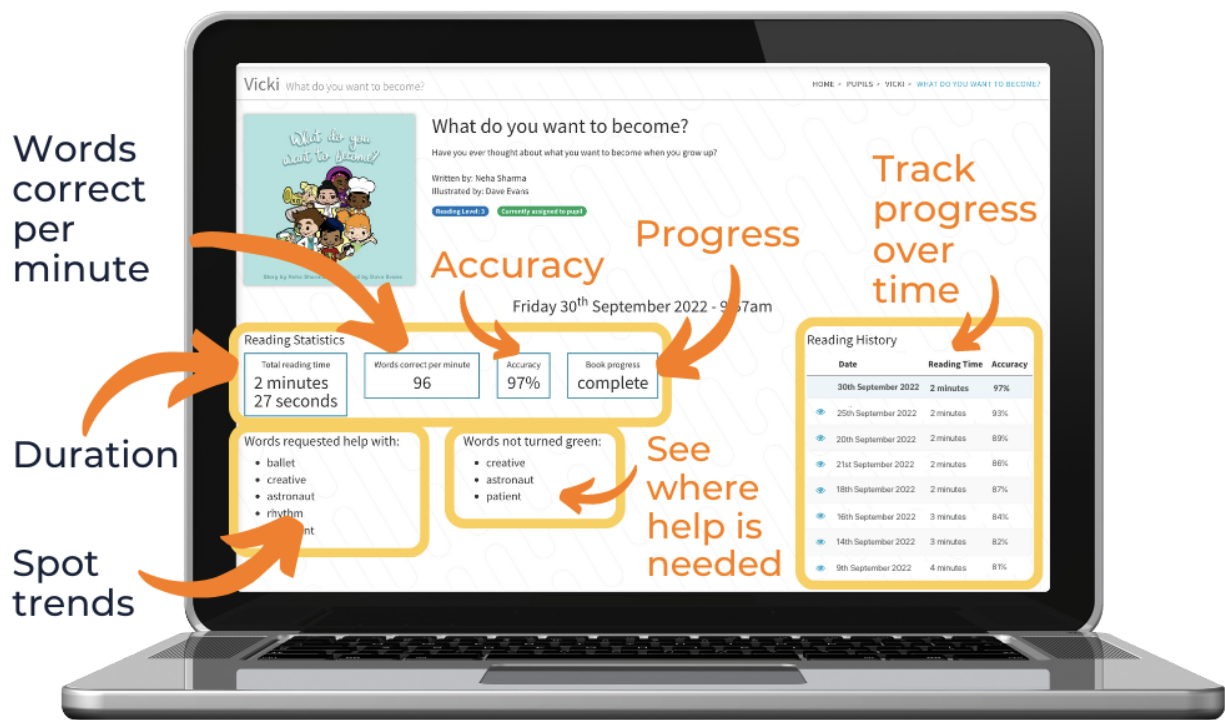 Vicki What do you want to become?
HOME » PUPILS » VICKI » WHAT DO YOU WANT TO BECOME?
What do you
want to become?
Story by Neha Dave Evans
What do you want to become?
Have you ever thought about what you want to become when you grow up?
Written by: Neha Sharma
Illustrated by: Dave Evans
Reading Level: 3 Currently assigned to pupil
Words
correct
per
minute
Accuracy
Progress
Track
progress
over
time
Friday 30th September 2022 - 9: 7am
Reading Statistics
Total reading time
2 minutes
27 seconds
Words correct per minute
96
Accuracy
97%
Book progress
complete
Duration
Words requested help with:
• ballet
• creative
• astronaut
• rhythm
nt
Words not turned green:
• creative
• astronaut
• patient
Spot
trends
See
where
help is
needed
Reading History
Date Reading Time Accuracy
30th September 2022 2 minutes 97%
25th September 2022 2 minutes 93%
20th September 2022 2 minutes 89%
21st September 2022 2 minutes 86%
18th September 2022 2 minutes 87%
16th September 2022 3 minutes 84%
14th September 2022 3 minutes 82%
9th September 2022 4 minutes 81%